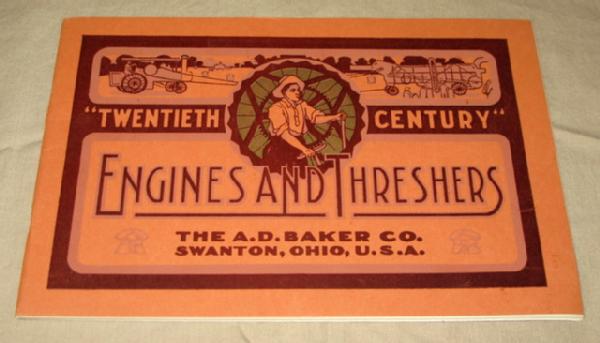 "TWENTIETH CENTURY"
ENGINES AND THRESHERS
THE A.D. BAKER CO.
SWANTON, OHIO, U.S.A.